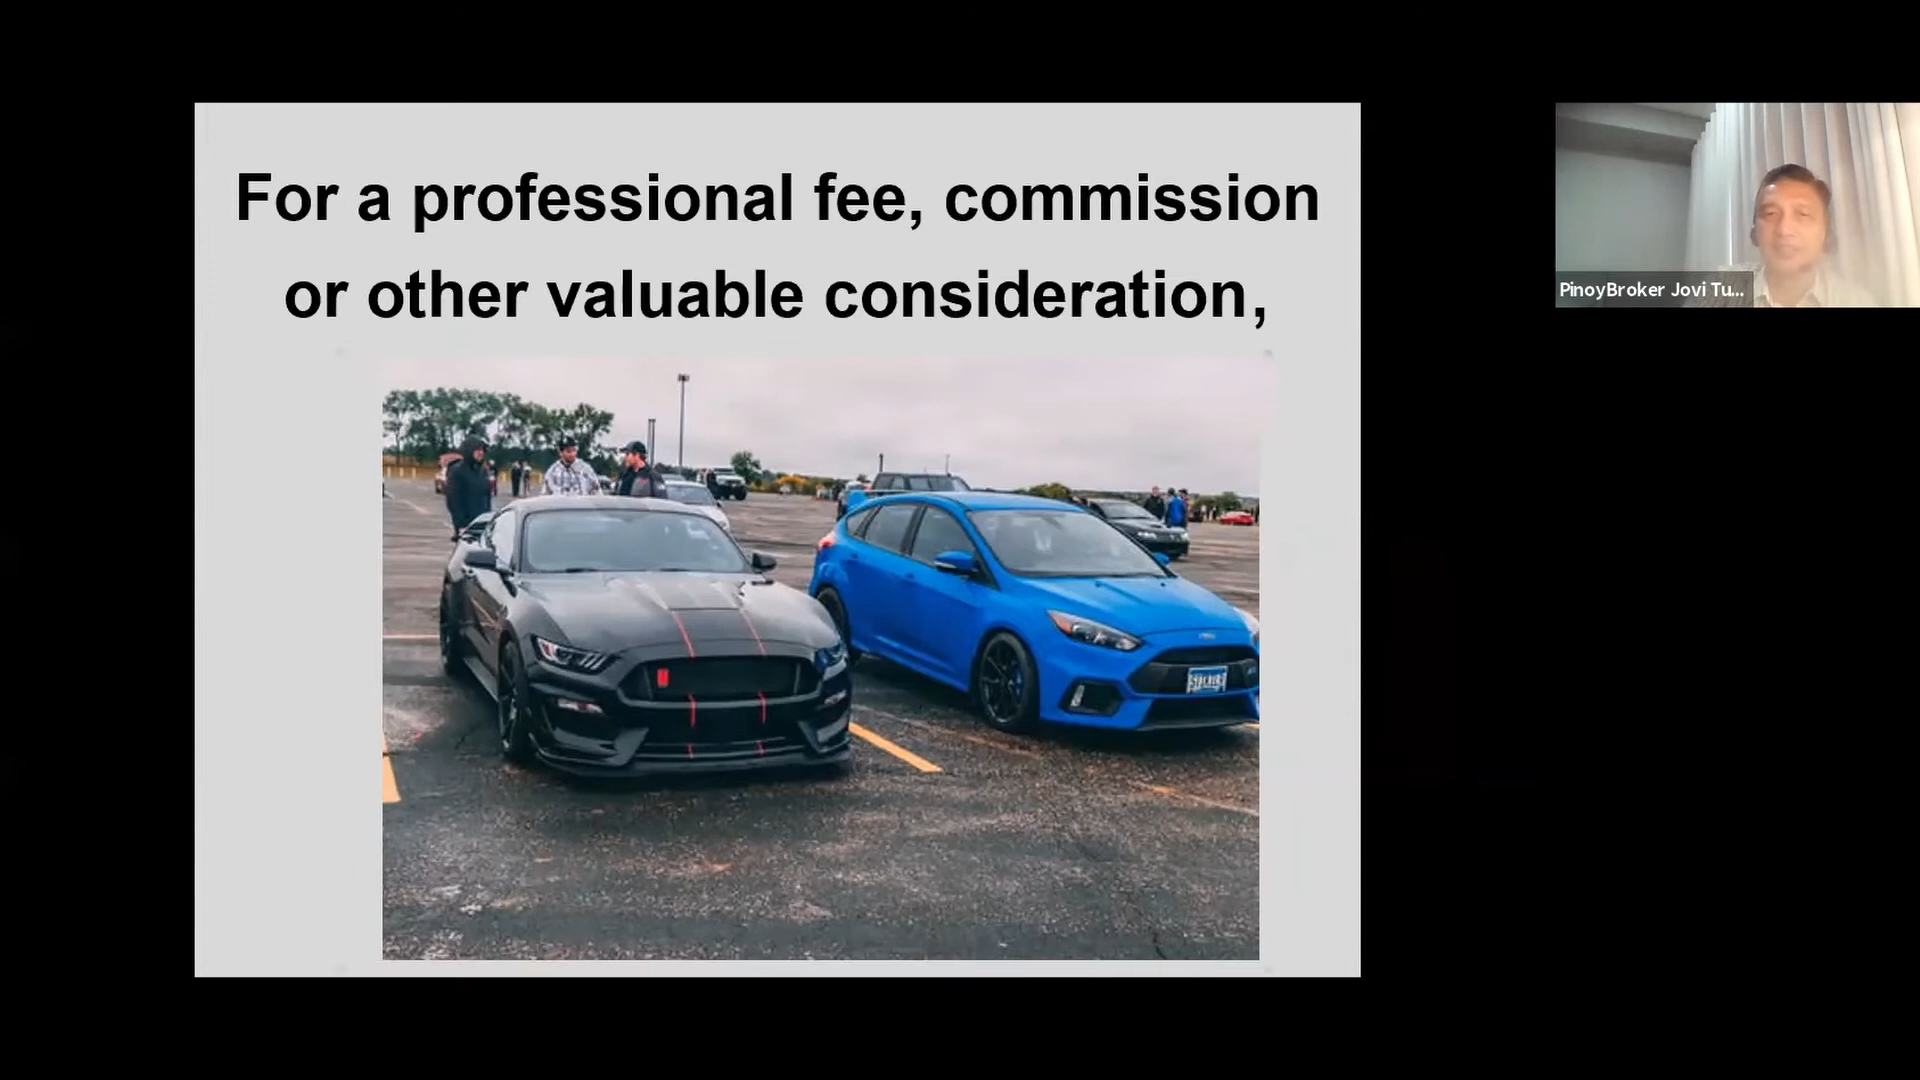 For a professional fee, commission
or other valuable consideration,
PinoyBroker Jovi Tu...